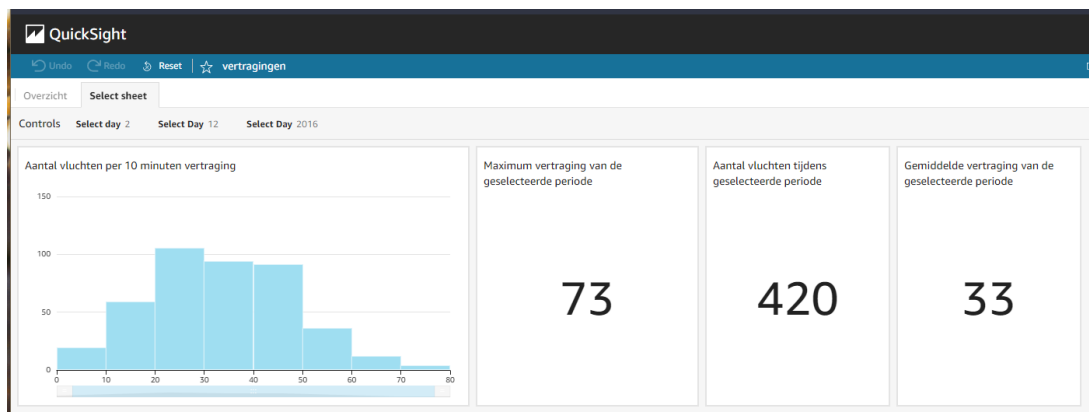 QuickSight
Undo Redo Reset vertragingen
Overzicht Select sheet
Controls Select day 2 Select Day 12 Select Day 2016
Aantal vluchten per 10 minuten vertraging
150
100
50
0
0 10 20 30 40 50 60 70 80
Maximum vertraging van de
geselecteerde periode
73
Aantal vluchten tijdens
geselecteerde periode
420
Gemiddelde vertraging van de
geselecteerde periode
33